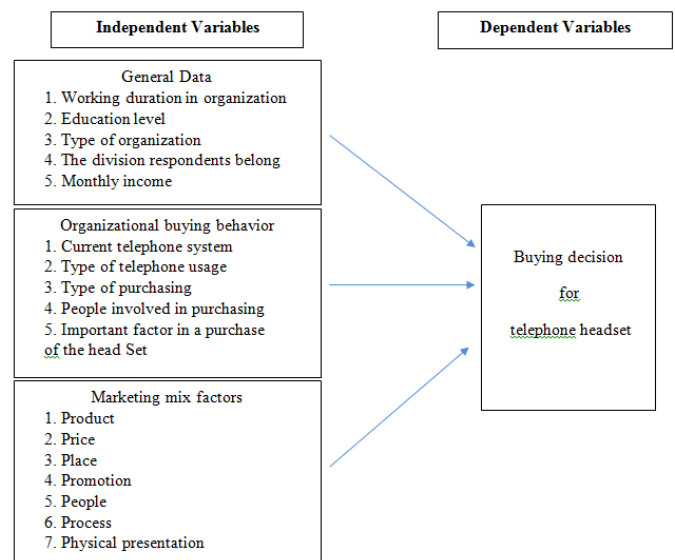 Independent Variables
Dependent Variables
General Data
1. Working duration in organization
2. Education level
3. Type of organization
4. The division respondents belong
5. Monthly income
Organizational buying behavior
1. Current telephone system
2. Type of telephone usage
3. Type of purchasing
4. People involved in purchasing
5. Important factor in a purchase
of the head Set
Marketing mix factors
1. Product
2. Price
3. Place
4. Promotion
5. People
6. Process
7. Physical presentation
Buying decision
for
telephone headset